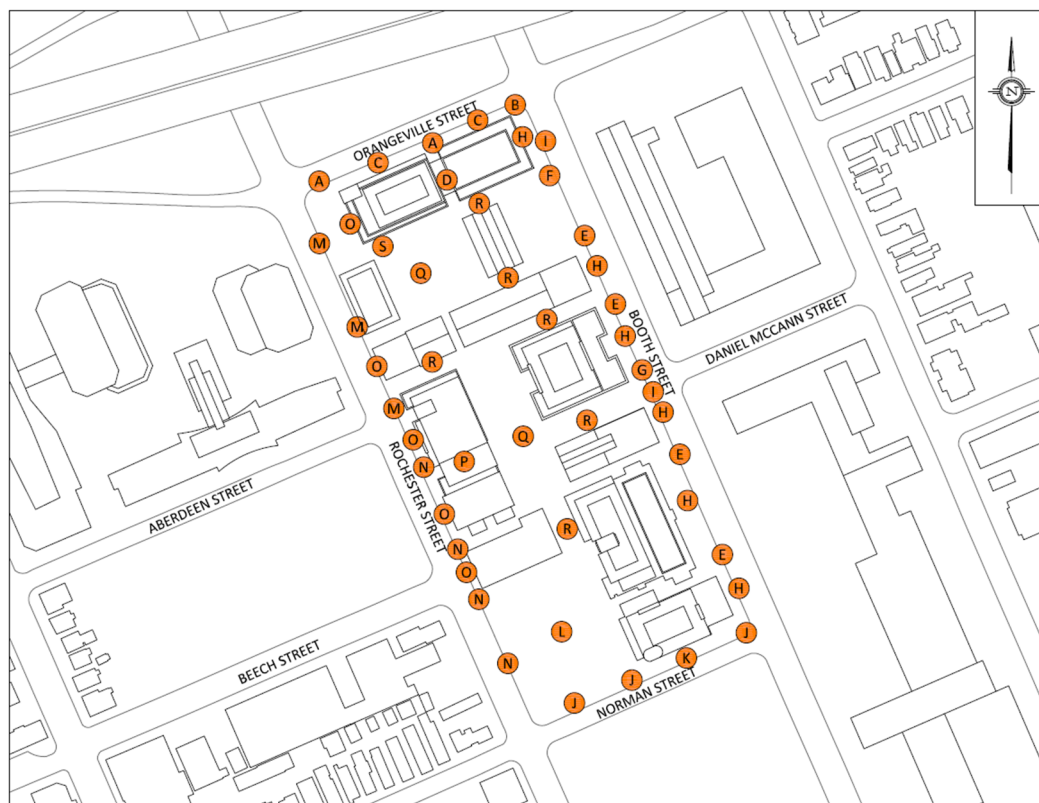 N
B
ORANGEVILLE STREET
C
A
H
I
C
D
F
A
R
O
M
S
E
Q
H
R
E
BOOTH STREET
R
M
H
DANIEL MCCANN STREET
R
O
G
I
M
H
R
O
Q
ROCHESTER STREET
E
P
N
ABERDEEN STREET
H
O
R
N
E
O
H
N
L
J
BEECH STREET
K
N
J
NORMAN STREET
J